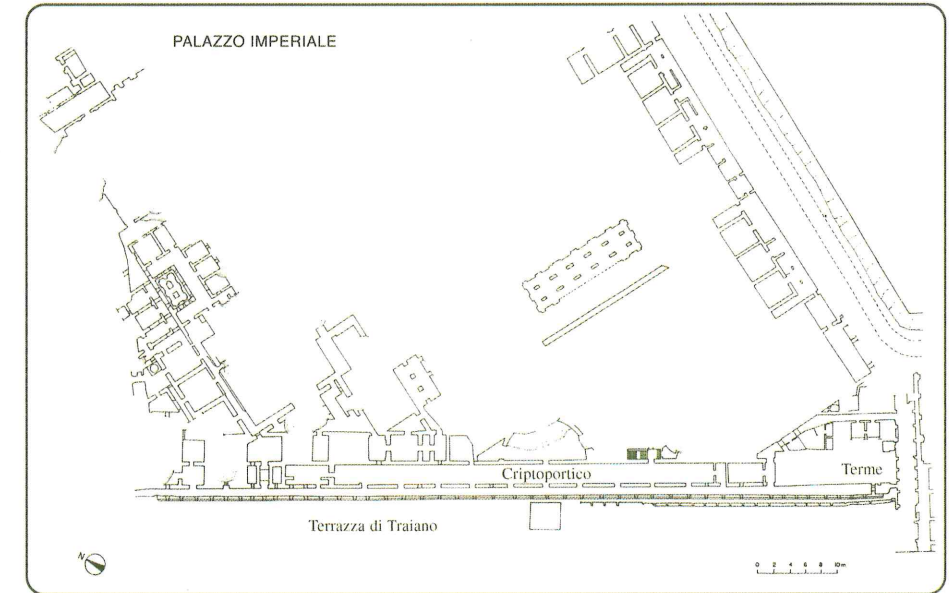 PALAZZO IMPERIALE
Criptoportico
Terme
Terrazza di Traiano
N
0 2 4 6 8 10m